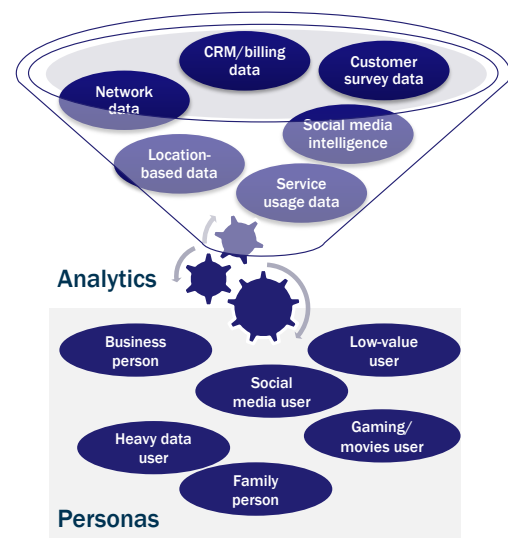 CRM/billing
data
Customer
survey data
Network
data
Social media
intelligence
Location-
based data
Service
usage data
Analytics
Business
person
Low-value
user
Social
media user
Gaming/
movies user
Heavy data
user
Family
person
Personas